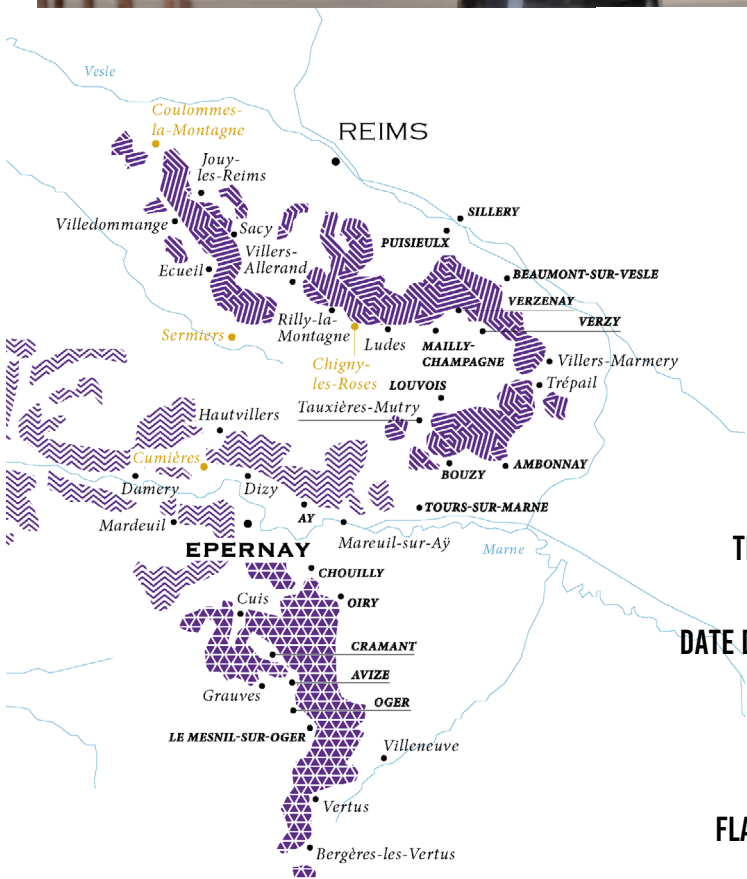 Vesle
Coulommes-
la-Montagne
REIMS
Jouy-
les-Reims
SILLERY
Villedommange
Sacy
PUISIEULX
Villers-
Allerand
Ecueil
BEAUMONT-SUR-VESLE
VERZENAY
Rilly-la-
Montagne
VERZY
Sermiers
Ludes
MAILLY-
CHAMPAGNE
Chigny-
les-Roses
Villers-Marmery
LOUVOIS
Trépail
Tauxières-Mutry
Hautvillers
Cumières
AMBONNAY
BOUZY
Damery
Dizy
TOURS-SUR-MARNE
AY
Mardeuil
Mareuil-sur-Aÿ
EPERNAY
Marne
CHOUILLY
Cuis
OIRY
DATE
CRAMANT
AVIZE
Grauves
OGER
LE MESNIL-SUR-OGER
Villeneuve
Vertus
FLA
Bergères-les-Vertus